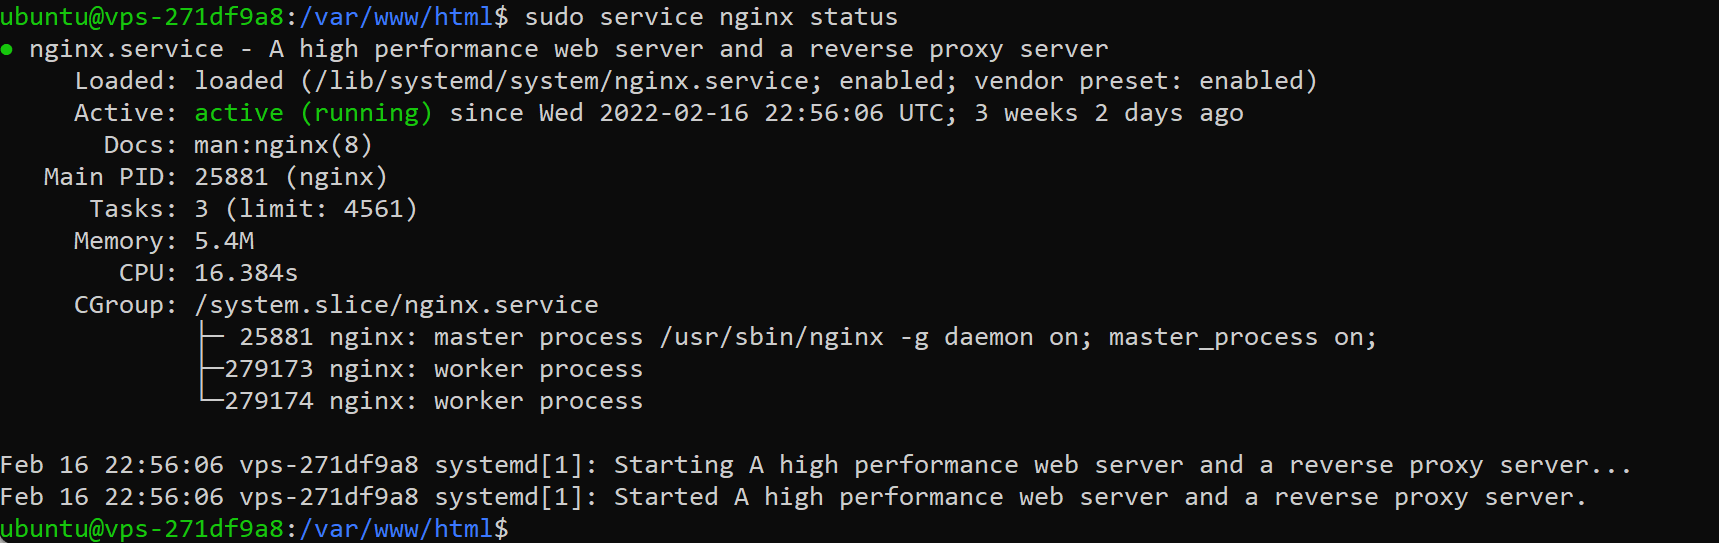 ubuntu@vps-271df9a8:/var/www/html$ sudo service nginx status
● nginx.service - A high performance web server and a reverse proxy server
     Loaded: loaded (/lib/systemd/system/nginx.service; enabled; vendor preset: enabled)
     Active: active (running) since Wed 2022-02-16 22:56:06 UTC; 3 weeks 2 days ago
       Docs: man:nginx(8)
   Main PID: 25881 (nginx)
      Tasks: 3 (limit: 4561)
     Memory: 5.4M
        CPU: 16.384s
     CGroup: /system.slice/nginx.service
             ├─ 25881 nginx: master process /usr/sbin/nginx -g daemon on; master_process on;
             ├─279173 nginx: worker process
             └─279174 nginx: worker process
Feb 16 22:56:06 vps-271df9a8 systemd[1]: Starting A high performance web server and a reverse proxy server...
Feb 16 22:56:06 vps-271df9a8 systemd[1]: Started A high performance web server and a reverse proxy server.
ubuntu@vps-271df9a8:/var/www/html$